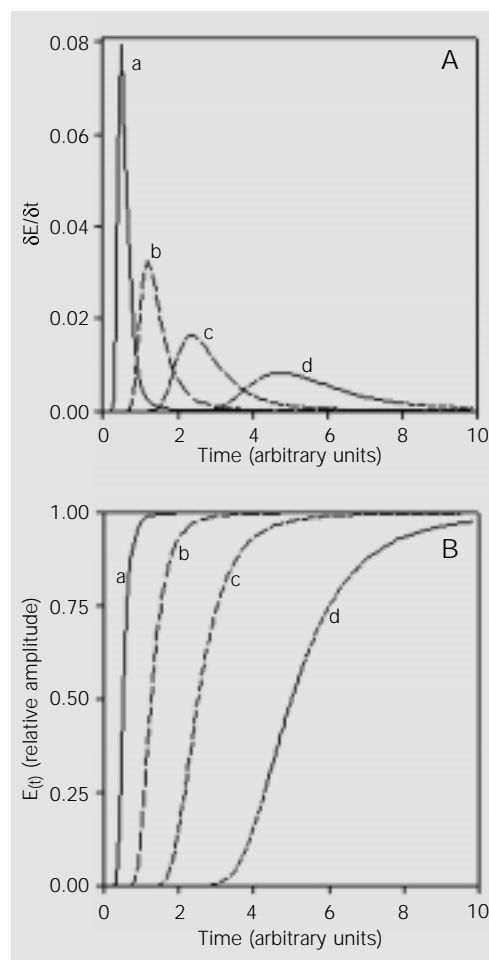 A
0.08
a
0.06
δE/δt
0.04
b
0.02
c
d
0.00
0 2 4 6 8 10
Time (arbitrary units)
B
1.00
a
b
c
d
0.75
E(t) (relative amplitude)
0.50
0.25
0.00
0 2 4 6 8 10
Time (arbitrary units)